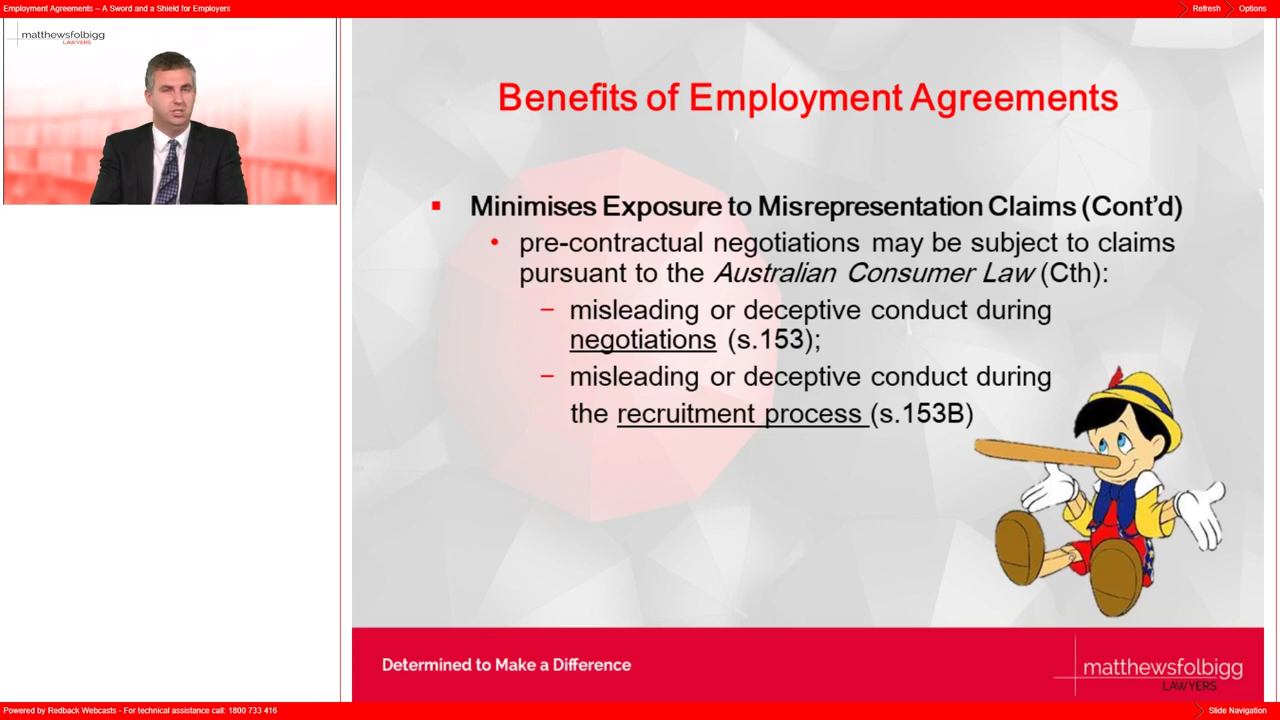 Employment Agreements – A Sword and a Shield for Employers
Refresh
Options
matthewsfolbigg
LAWYERS
Benefits of Employment Agreements
Minimises Exposure to Misrepresentation Claims (Cont'd)
pre-contractual negotiations may be subject to claims
pursuant to the Australian Consumer Law (Cth):
– misleading or deceptive conduct during
negotiations (s.153);
– misleading or deceptive conduct during
the recruitment process (s.153B)
Determined to Make a Difference
matthewsfolbigg
LAWYERS
Powered by Redback Webcasts - For technical assistance call: 1800 733 416
Slide Navigation